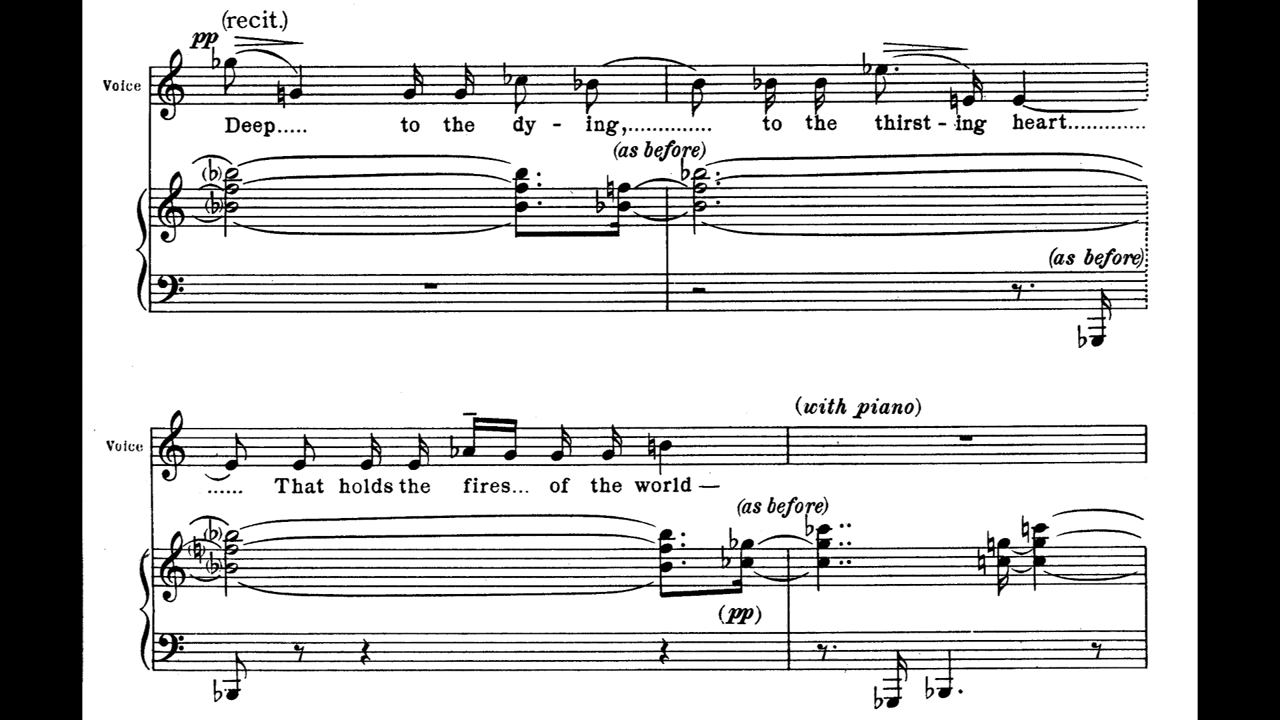 (recit.)
pp
Voice
Deep..... to the dy - ing,.............. to the thirst - ing heart.............
(as before)
(as before)
(with piano)
Voice
...... That holds the fires... of the world —
(as before)
(pp)